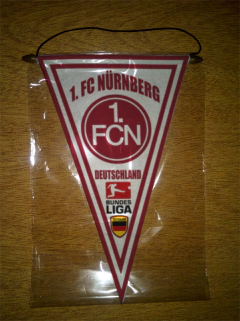 1. FC NÜRNBERG
1.
FCN
DEUTSCHLAND
BUNDES
LIGA